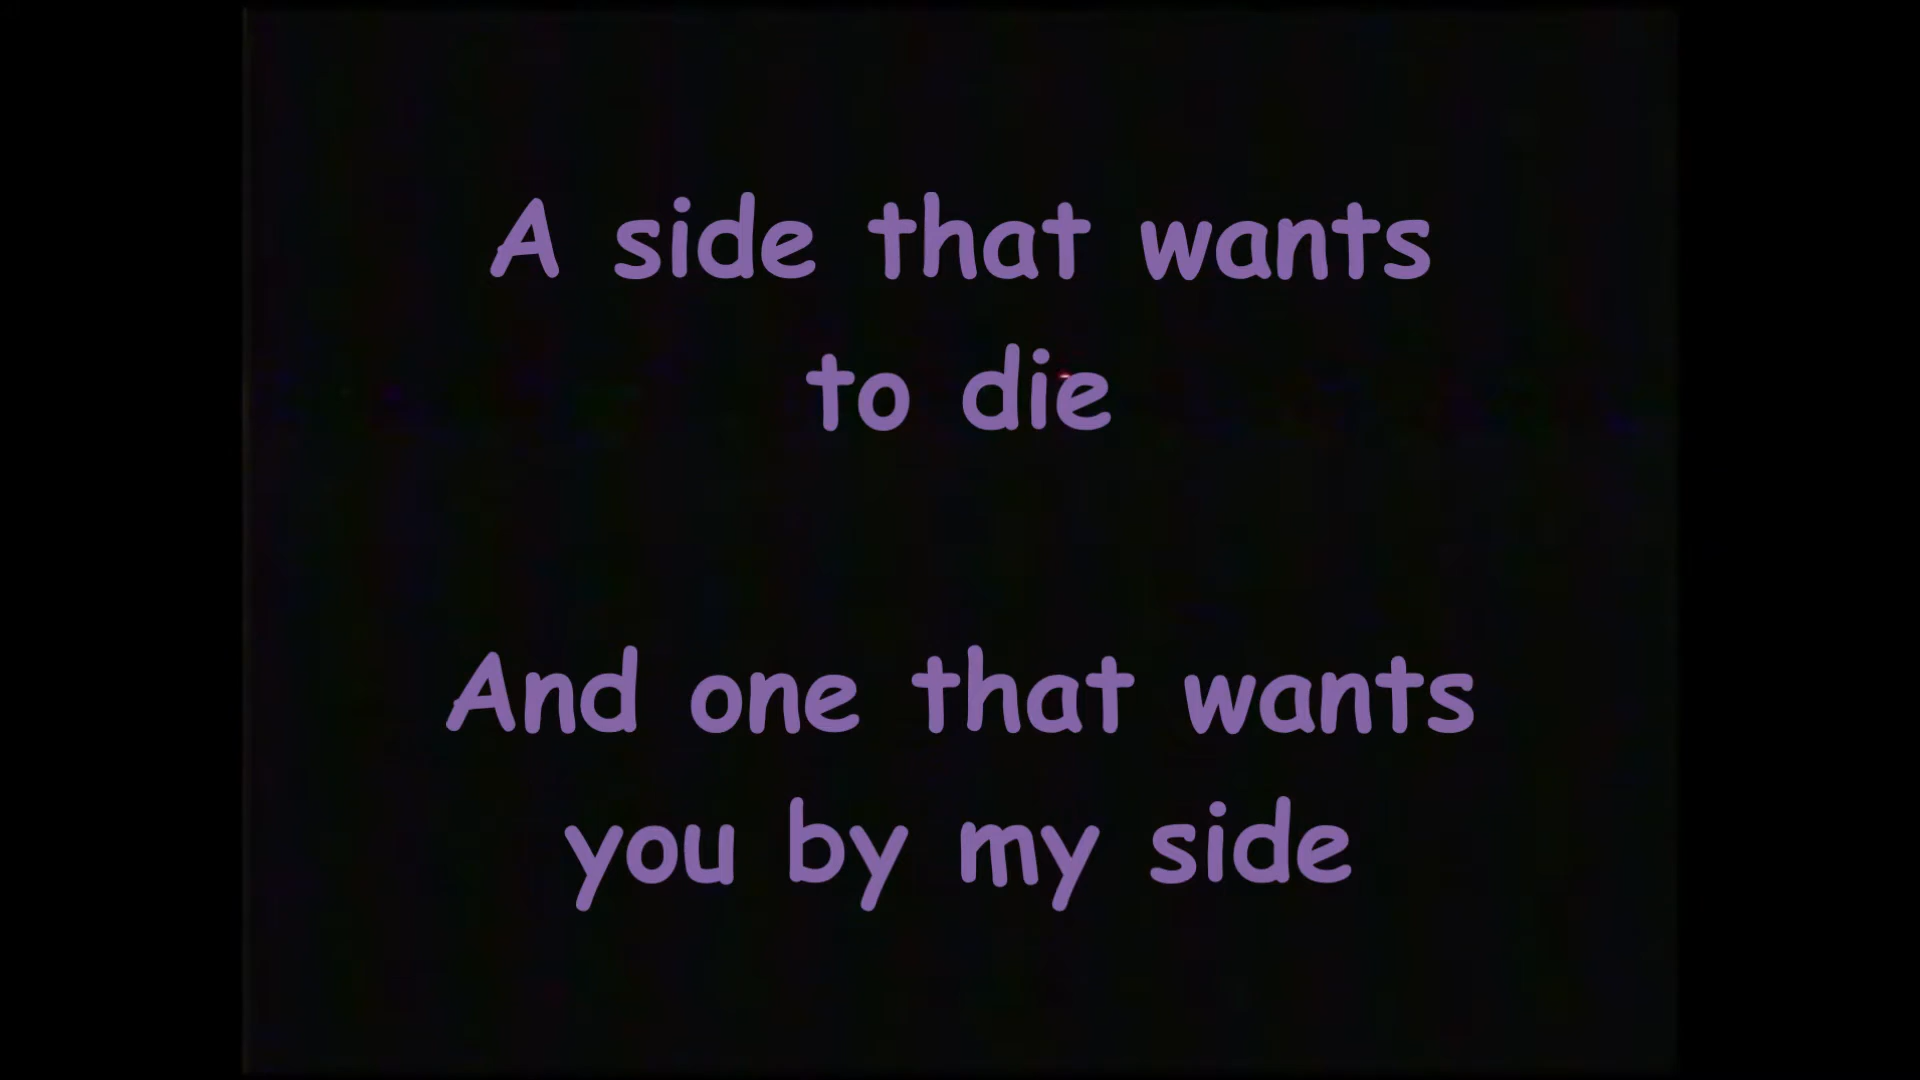 A side that wants
to die
And one that wants
you by my side